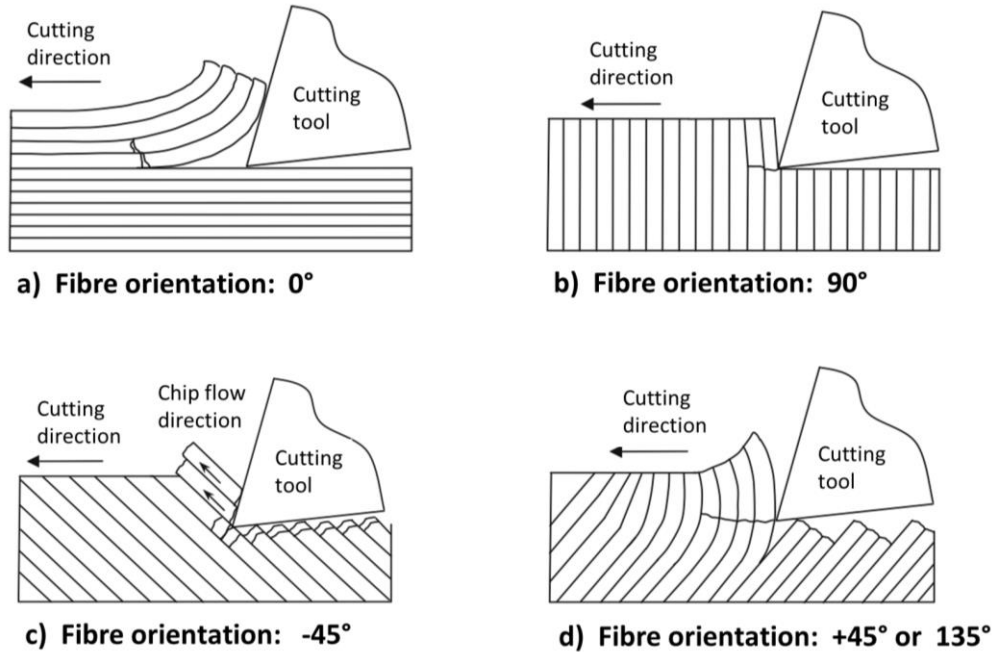 Cutting
direction
Cutting
tool
a) Fibre orientation: 0°
Cutting
direction
Cutting
tool
b) Fibre orientation: 90°
Cutting
direction
Chip flow
direction
Cutting
tool
c) Fibre orientation: -45°
Cutting
direction
Cutting
tool
d) Fibre orientation: +45° or 135°